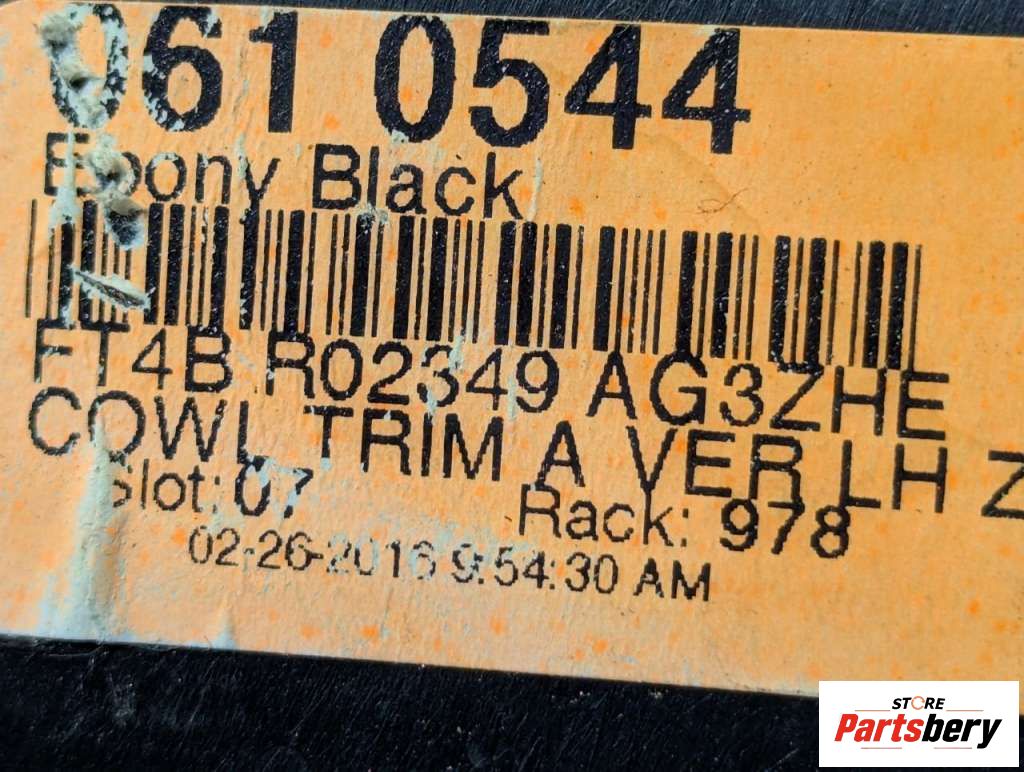 061 0544
Ebony Black
FT4B R02349 AG3ZHE
COWL TRIM A VER LH Z
Slot: 07 Rack: 978
02-26-2016 9:54:30 AM
STORE
Partsbery